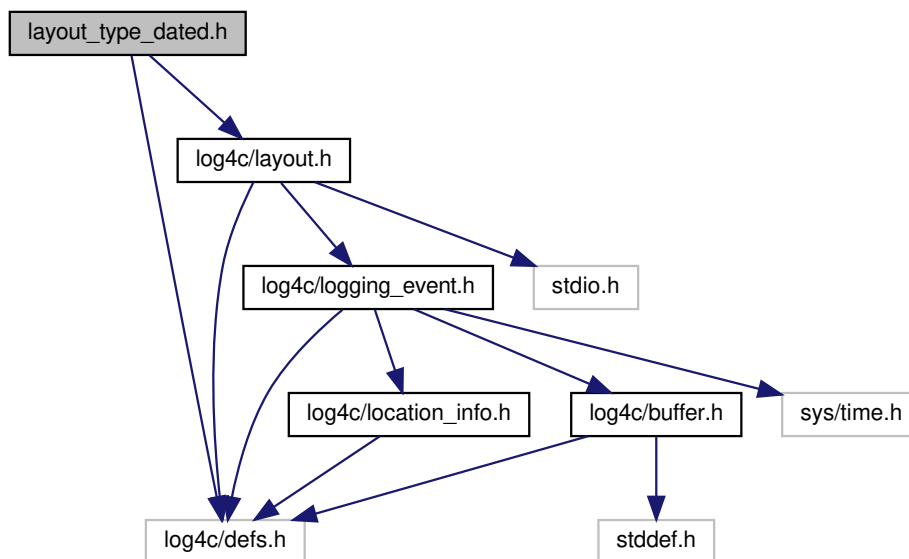 layout_type_dated.h
log4c/layout.h
log4c/logging_event.h
stdio.h
log4c/location_info.h
log4c/buffer.h
sys/time.h
log4c/defs.h
stddef.h